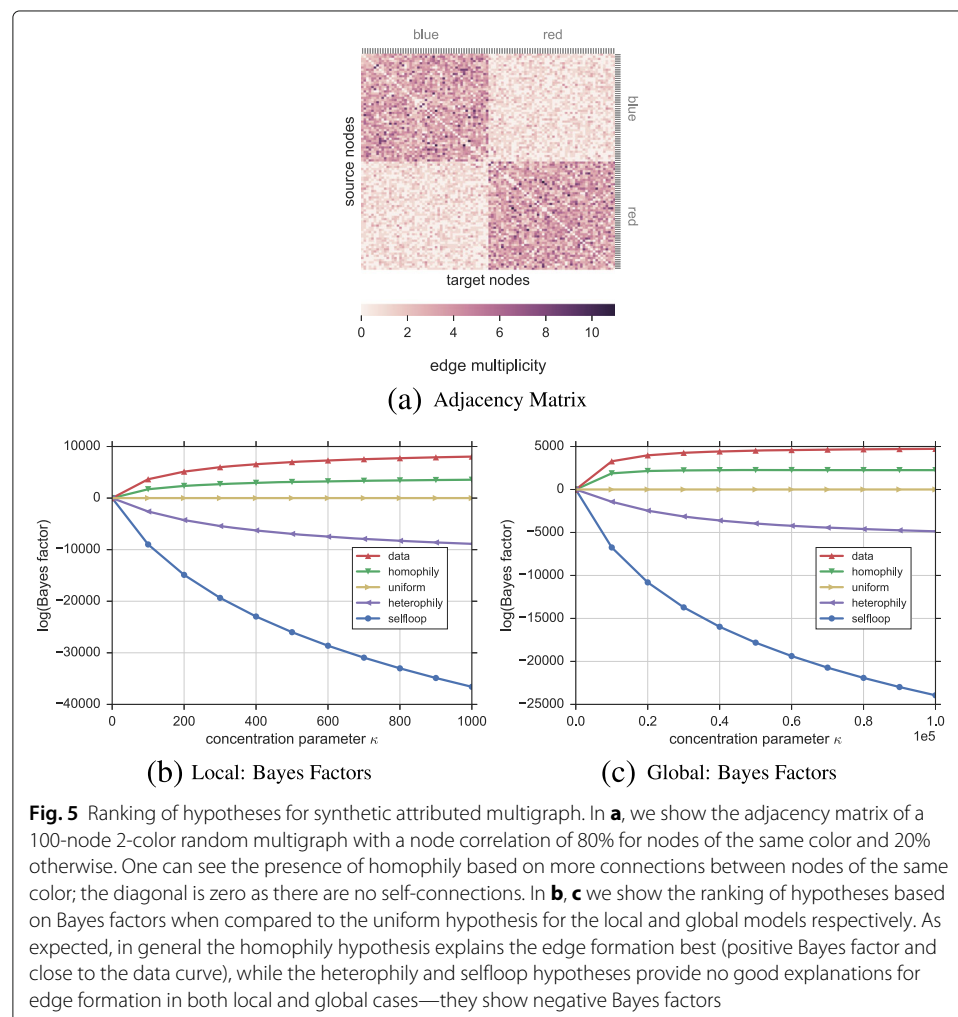 blue red
source nodes
blue
red
target nodes
0 2 4 6 8 10
edge multiplicity
(a) Adjacency Matrix
log(Bayes factor)
10000
0
−10000
−20000
−30000
−40000
data
homophily
uniform
heterophily
selfloop
0 200 400 600 800 1000
concentration parameter κ
(b) Local: Bayes Factors
log(Bayes factor)
5000
0
−5000
−10000
−15000
−20000
−25000
data
homophily
uniform
heterophily
selfloop
0.0 0.2 0.4 0.6 0.8 1.0
1e5
concentration parameter κ
(c) Global: Bayes Factors
Fig. 5 Ranking of hypotheses for synthetic attributed multigraph. In a, we show the adjacency matrix of a
100-node 2-color random multigraph with a node correlation of 80% for nodes of the same color and 20%
otherwise. One can see the presence of homophily based on more connections between nodes of the same
color; the diagonal is zero as there are no self-connections. In b, c we show the ranking of hypotheses based
on Bayes factors when compared to the uniform hypothesis for the local and global models respectively. As
expected, in general the homophily hypothesis explains the edge formation best (positive Bayes factor and
close to the data curve), while the heterophily and selfloop hypotheses provide no good explanations for
edge formation in both local and global cases—they show negative Bayes factors